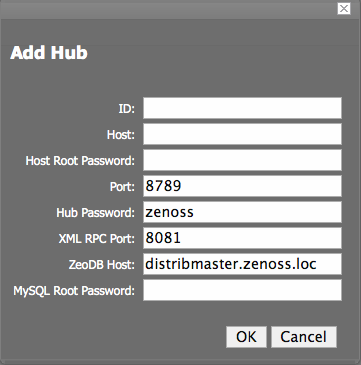 Add Hub
ID:
Host:
Host Root Password:
Port: 8789
Hub Password: zenoss
XML RPC Port: 8081
ZeoDB Host: distribmaster.zenoss.loc
MySQL Root Password:
OK Cancel